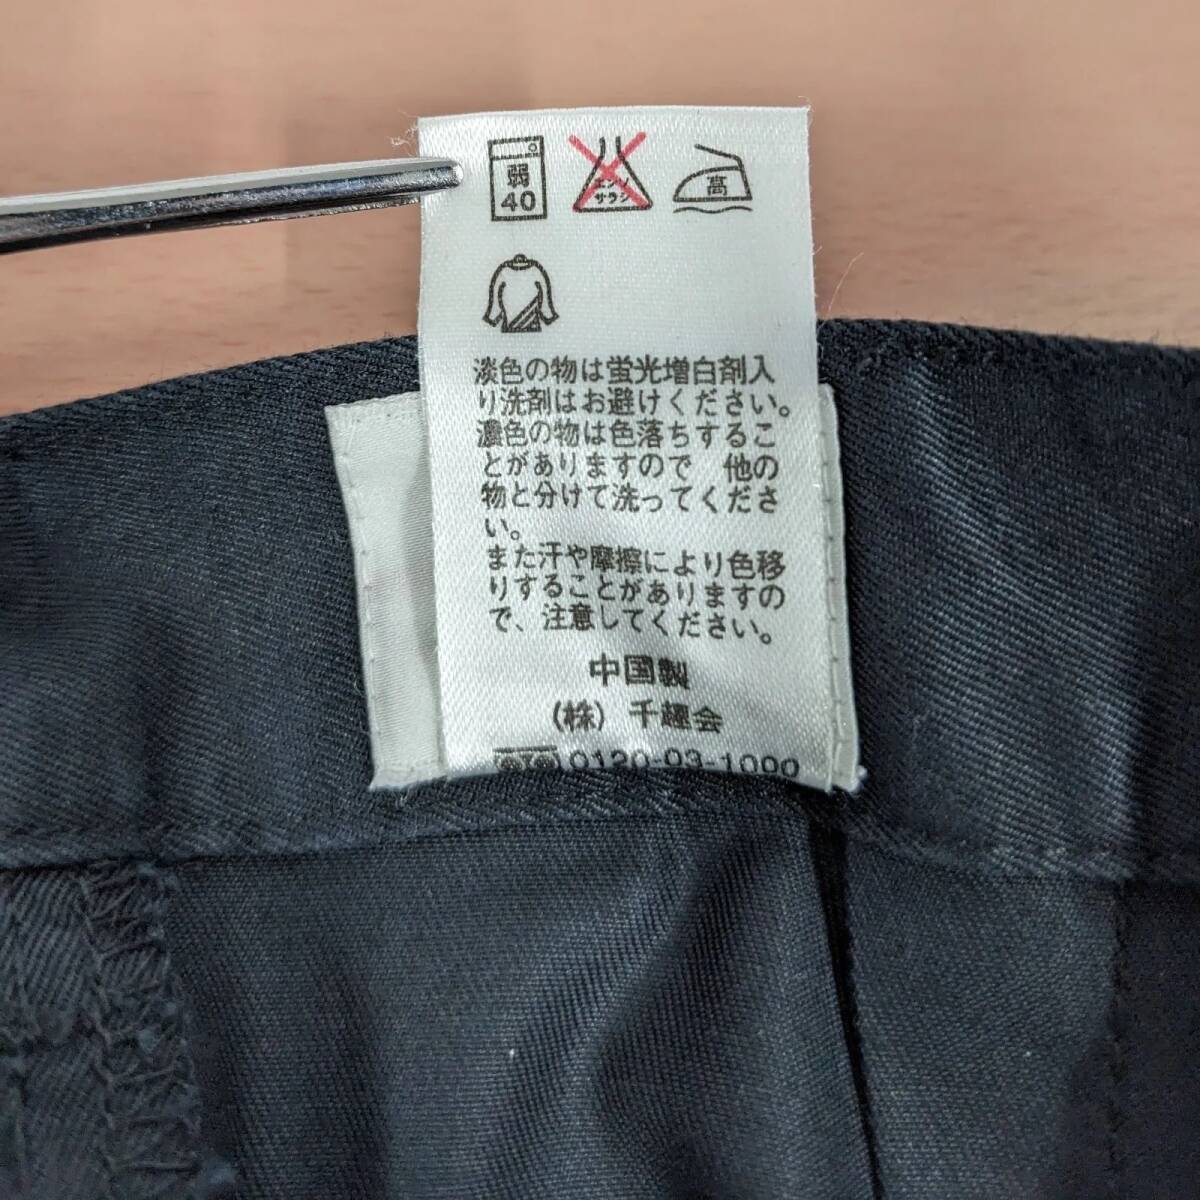 弱
40
エンソ
サラシ
高
淡色の物は蛍光増白剤入
り洗剤はお避けください。
濃色の物は色落ちするこ
とがありますので 他の
物と分けて洗ってくださ
い。
また汗や摩擦により色移
りすることがありますの
で、注意してください。
中国製
(株) 千趣会
0120-03-1000